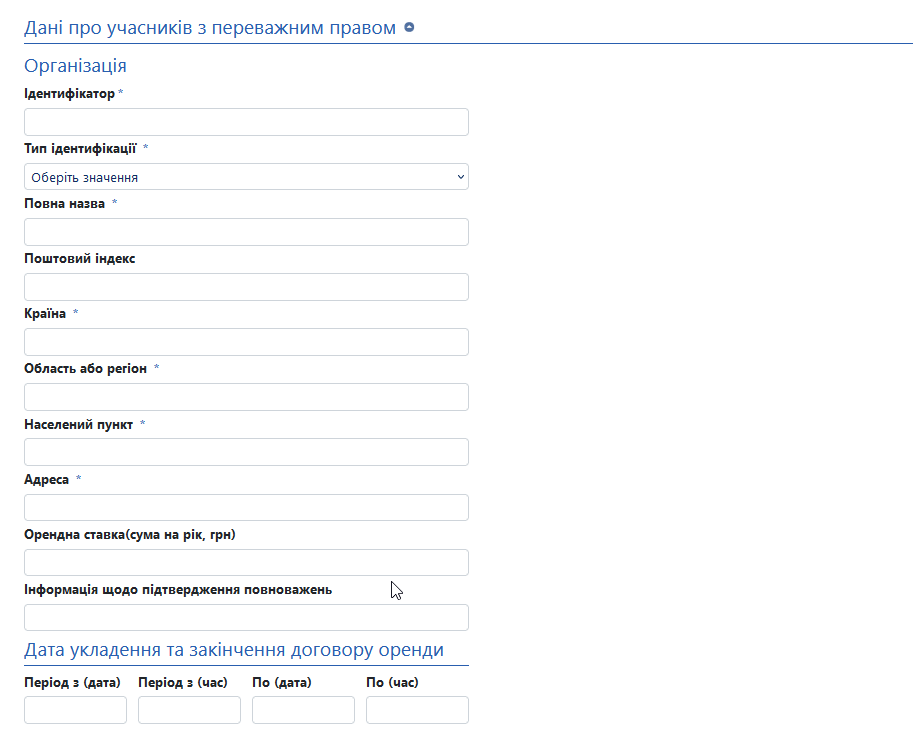 Дані про учасників з переважним правом
Організація
Ідентифікатор *
Тип ідентифікації *
Оберіть значення
Повна назва *
Поштовий індекс
Країна *
Область або регіон *
Населений пункт *
Адреса *
Орендна ставка(сума на рік, грн)
Інформація щодо підтвердження повноважень
Дата укладення та закінчення договору оренди
Період з (дата) Період з (час) По (дата) По (час)